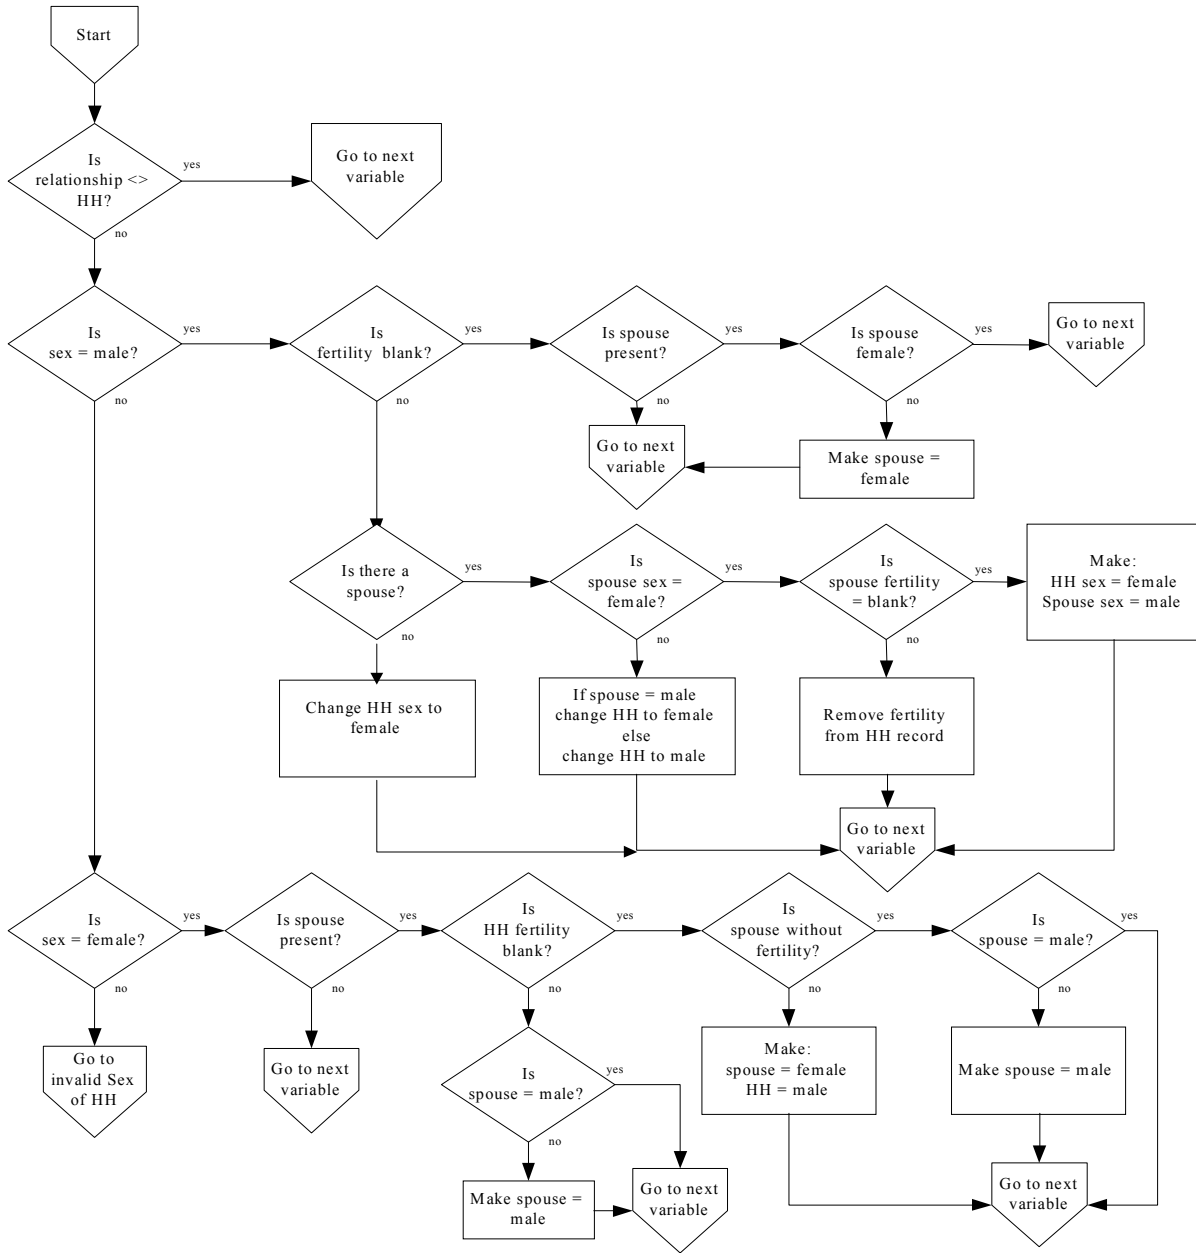 Start
Is
relationship <>
HH?
yes
no
Go to next
variable
Is
sex = male?
yes
no
Is
fertility blank?
yes
no
Is spouse
present?
yes
no
Is spouse
female?
yes
no
Go to next
variable
Go to next
variable
Make spouse =
female
Is there a
spouse?
yes
no
Is
spouse sex =
female?
yes
no
Is
spouse fertility
= blank?
yes
no
Make:
HH sex = female
Spouse sex = male
Change HH sex to
female
If spouse = male
change HH to female
else
change HH to male
Remove fertility
from HH record
Go to next
variable
Is
sex = female?
yes
no
Is spouse
present?
yes
no
Is
HH fertility
blank?
yes
no
Is
spouse without
fertility?
yes
no
Is
spouse = male?
yes
no
Go to
invalid Sex
of HH
Go to next
variable
Is
spouse = male?
yes
no
Make:
spouse = female
HH = male
Make spouse = male
Make spouse =
male
Go to next
variable
Go to next
variable